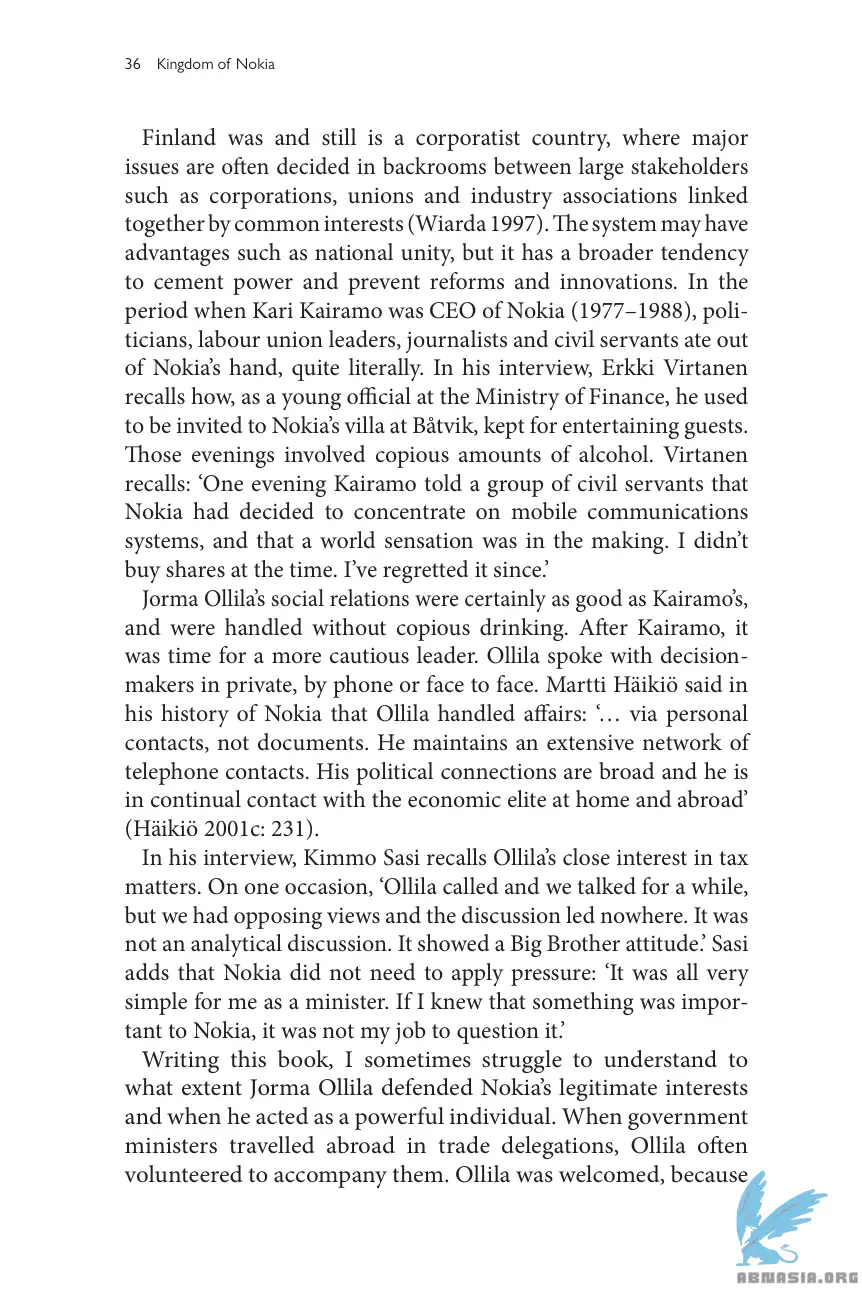 36 Kingdom of Nokia
Finland was and still is a corporatist country, where major
issues are often decided in backrooms between large stakeholders
such as corporations, unions and industry associations linked
together by common interests (Wiarda 1997). The system may have
advantages such as national unity, but it has a broader tendency
to cement power and prevent reforms and innovations. In the
period when Kari Kairamo was CEO of Nokia (1977–1988), poli-
ticians, labour union leaders, journalists and civil servants ate out
of Nokia’s hand, quite literally. In his interview, Erkki Virtanen
recalls how, as a young official at the Ministry of Finance, he used
to be invited to Nokia’s villa at Båtvik, kept for entertaining guests.
Those evenings involved copious amounts of alcohol. Virtanen
recalls: ‘One evening Kairamo told a group of civil servants that
Nokia had decided to concentrate on mobile communications
systems, and that a world sensation was in the making. I didn’t
buy shares at the time. I’ve regretted it since.’
Jorma Ollila’s social relations were certainly as good as Kairamo’s,
and were handled without copious drinking. After Kairamo, it
was time for a more cautious leader. Ollila spoke with decision-
makers in private, by phone or face to face. Martti Häikiö said in
his history of Nokia that Ollila handled affairs: ‘… via personal
contacts, not documents. He maintains an extensive network of
telephone contacts. His political connections are broad and he is
in continual contact with the economic elite at home and abroad’
(Häikiö 2001c: 231).
In his interview, Kimmo Sasi recalls Ollila’s close interest in tax
matters. On one occasion, ‘Ollila called and we talked for a while,
but we had opposing views and the discussion led nowhere. It was
not an analytical discussion. It showed a Big Brother attitude.’ Sasi
adds that Nokia did not need to apply pressure: ‘It was all very
simple for me as a minister. If I knew that something was impor-
tant to Nokia, it was not my job to question it.’
Writing this book, I sometimes struggle to understand to
what extent Jorma Ollila defended Nokia’s legitimate interests
and when he acted as a powerful individual. When government
ministers travelled abroad in trade delegations, Ollila often
volunteered to accompany them. Ollila was welcomed, because
ABNASIA.ORG